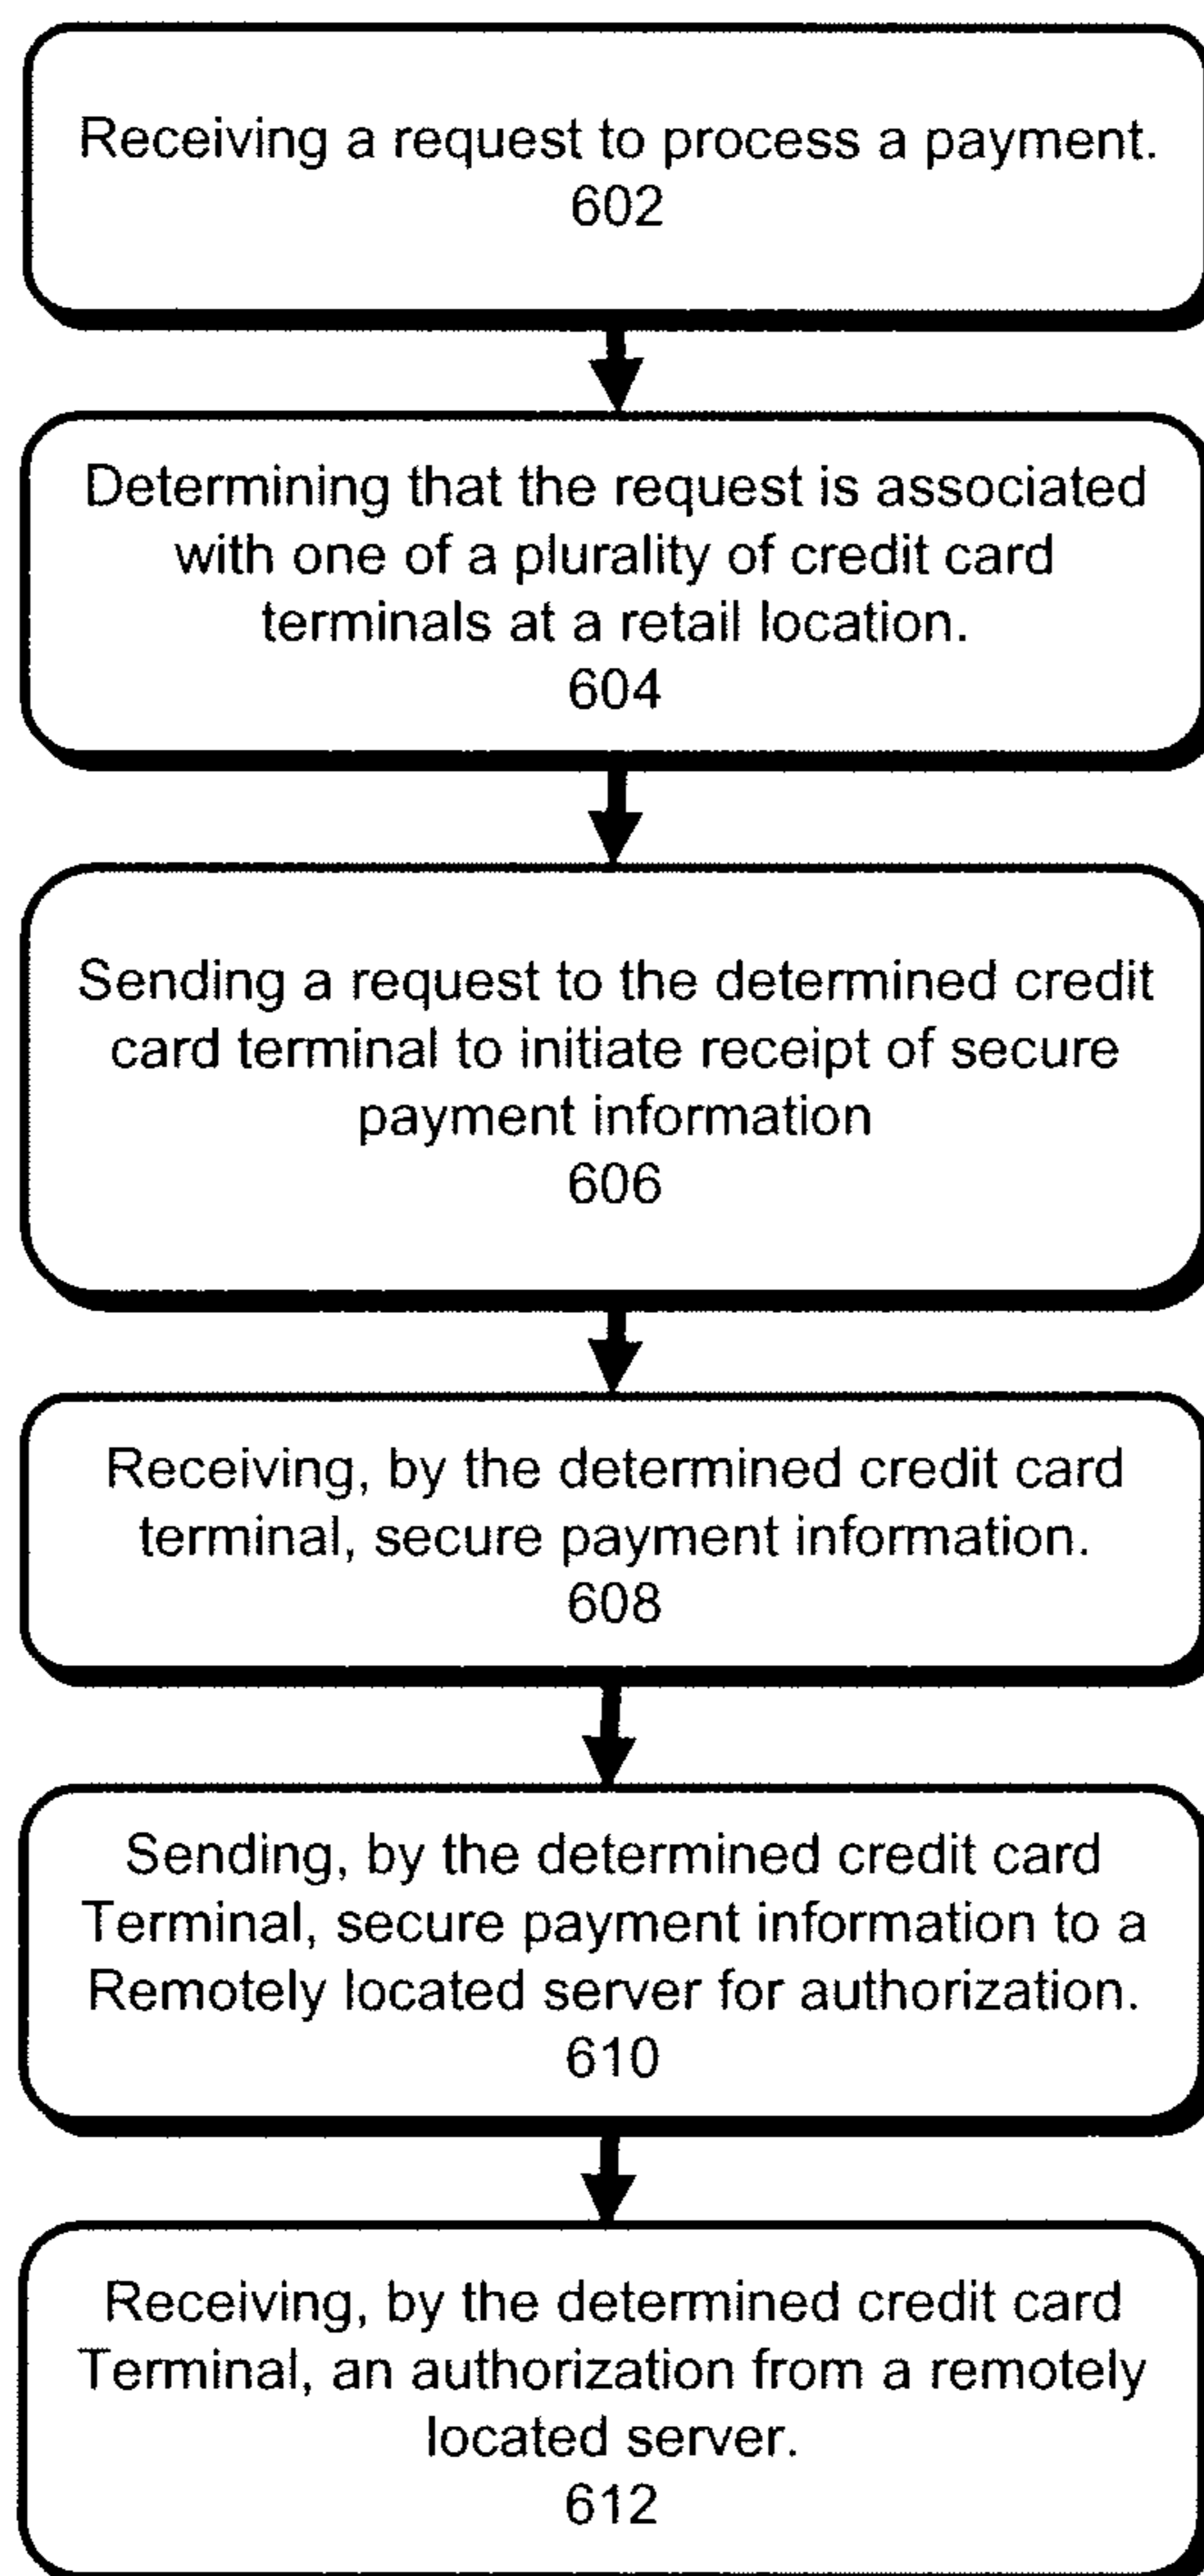 Receiving a request to process a payment.
602
Determining that the request is associated
with one of a plurality of credit card
terminals at a retail location.
604
Sending a request to the determined credit
card terminal to initiate receipt of secure
payment information
606
Receiving, by the determined credit card
terminal, secure payment information.
608
Sending, by the determined credit card
Terminal, secure payment information to a
Remotely located server for authorization.
610
Receiving, by the determined credit card
Terminal, an authorization from a remotely
located server.
612